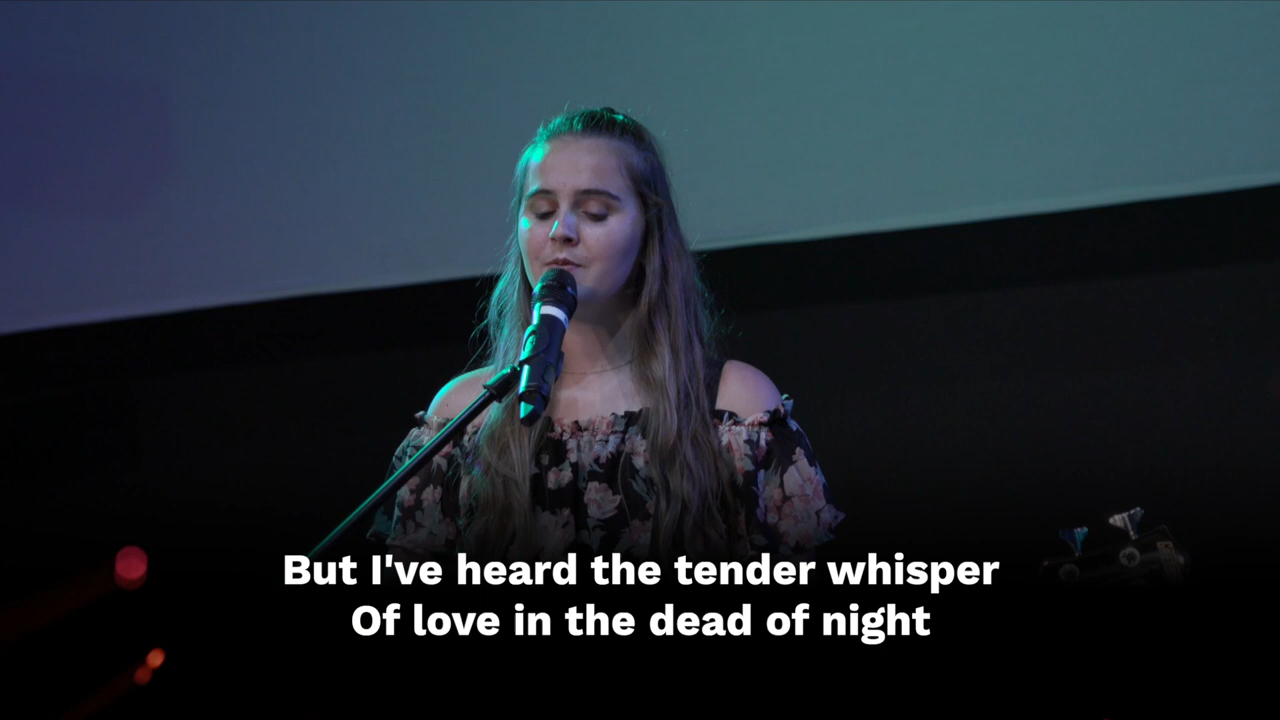 But I've heard the tender whisper
Of love in the dead of night